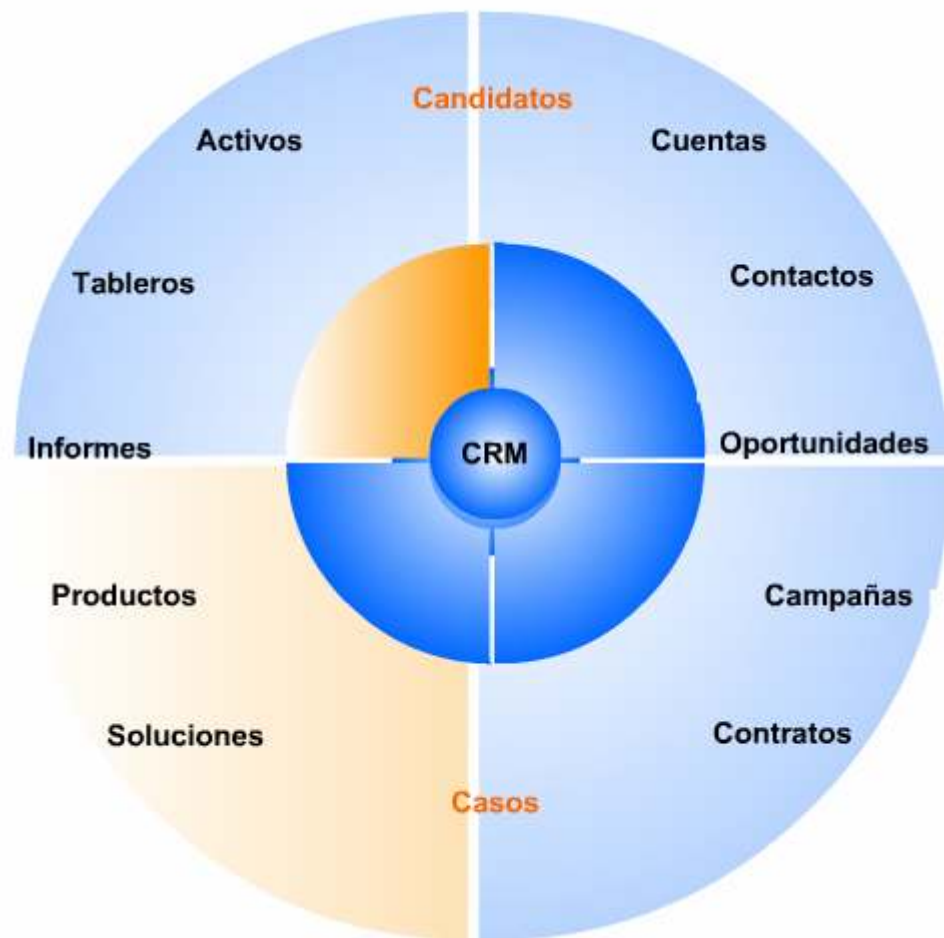 Candidatos
Activos
Cuentas
Tableros
Contactos
Informes
CRM
Oportunidades
Productos
Campañas
Soluciones
Contratos
Casos